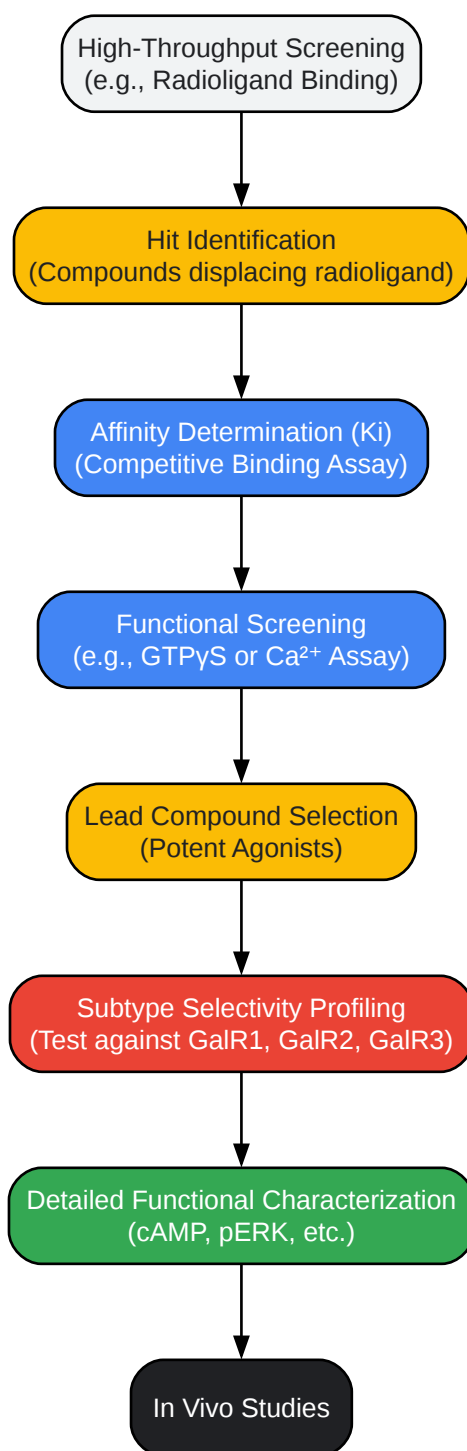 High-Throughput Screening
(e.g., Radioligand Binding)
Hit Identification
(Compounds displacing radioligand)
Affinity Determination (Ki)
(Competitive Binding Assay)
Functional Screening
(e.g., GTPγS or Ca²⁺ Assay)
Lead Compound Selection
(Potent Agonists)
Subtype Selectivity Profiling
(Test against GalR1, GalR2, GalR3)
Detailed Functional Characterization
(cAMP, pERK, etc.)
In Vivo Studies